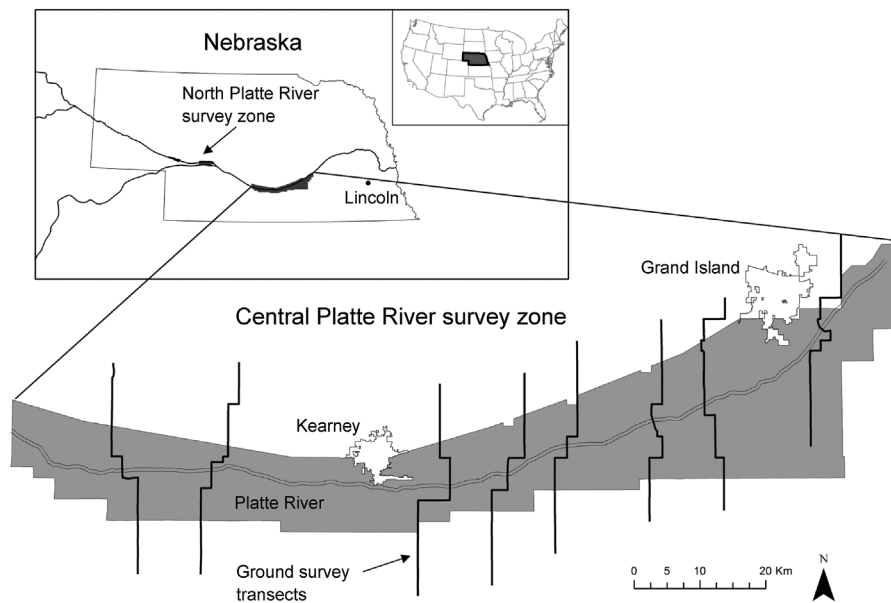 Nebraska
North Platte River
survey zone
Lincoln
Grand Island
Central Platte River survey zone
Kearney
Platte River
Ground survey
transects
0 5 10 20 Km
N